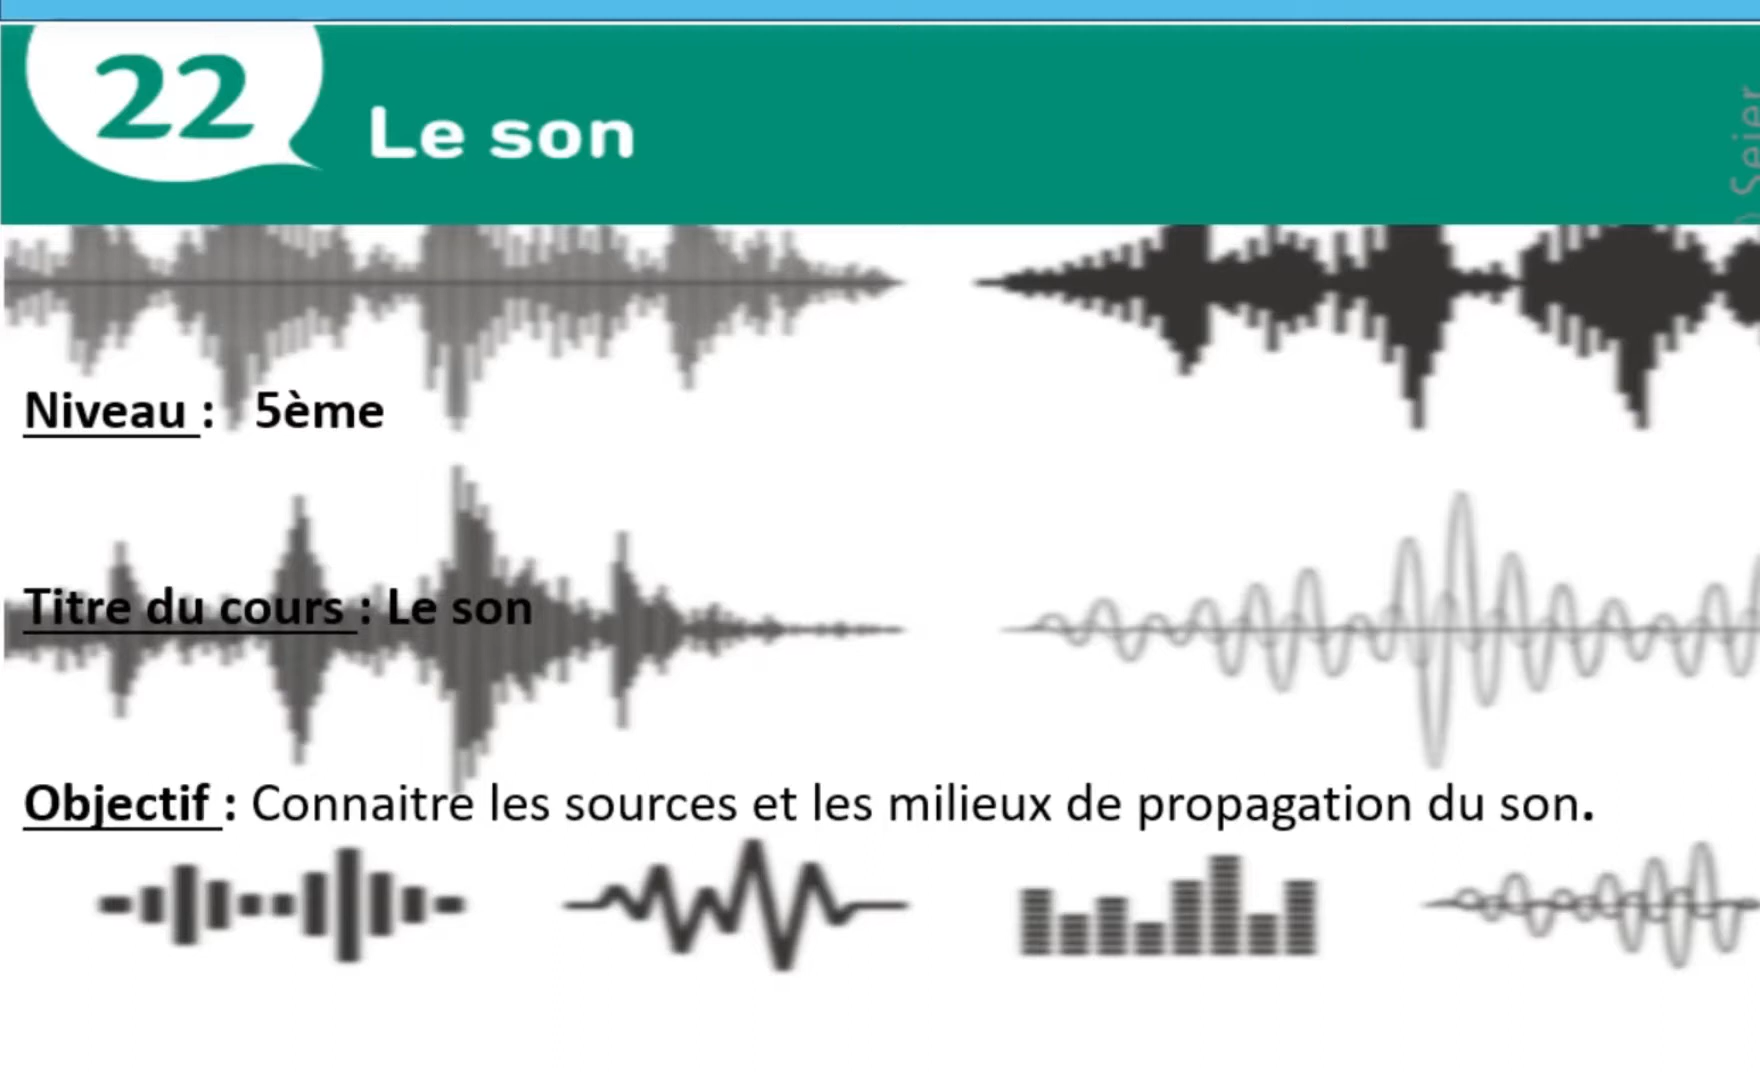 22
Le son
Seier
Niveau : 5ème
Titre du cours : Le son
Objectif : Connaitre les sources et les milieux de propagation du son.